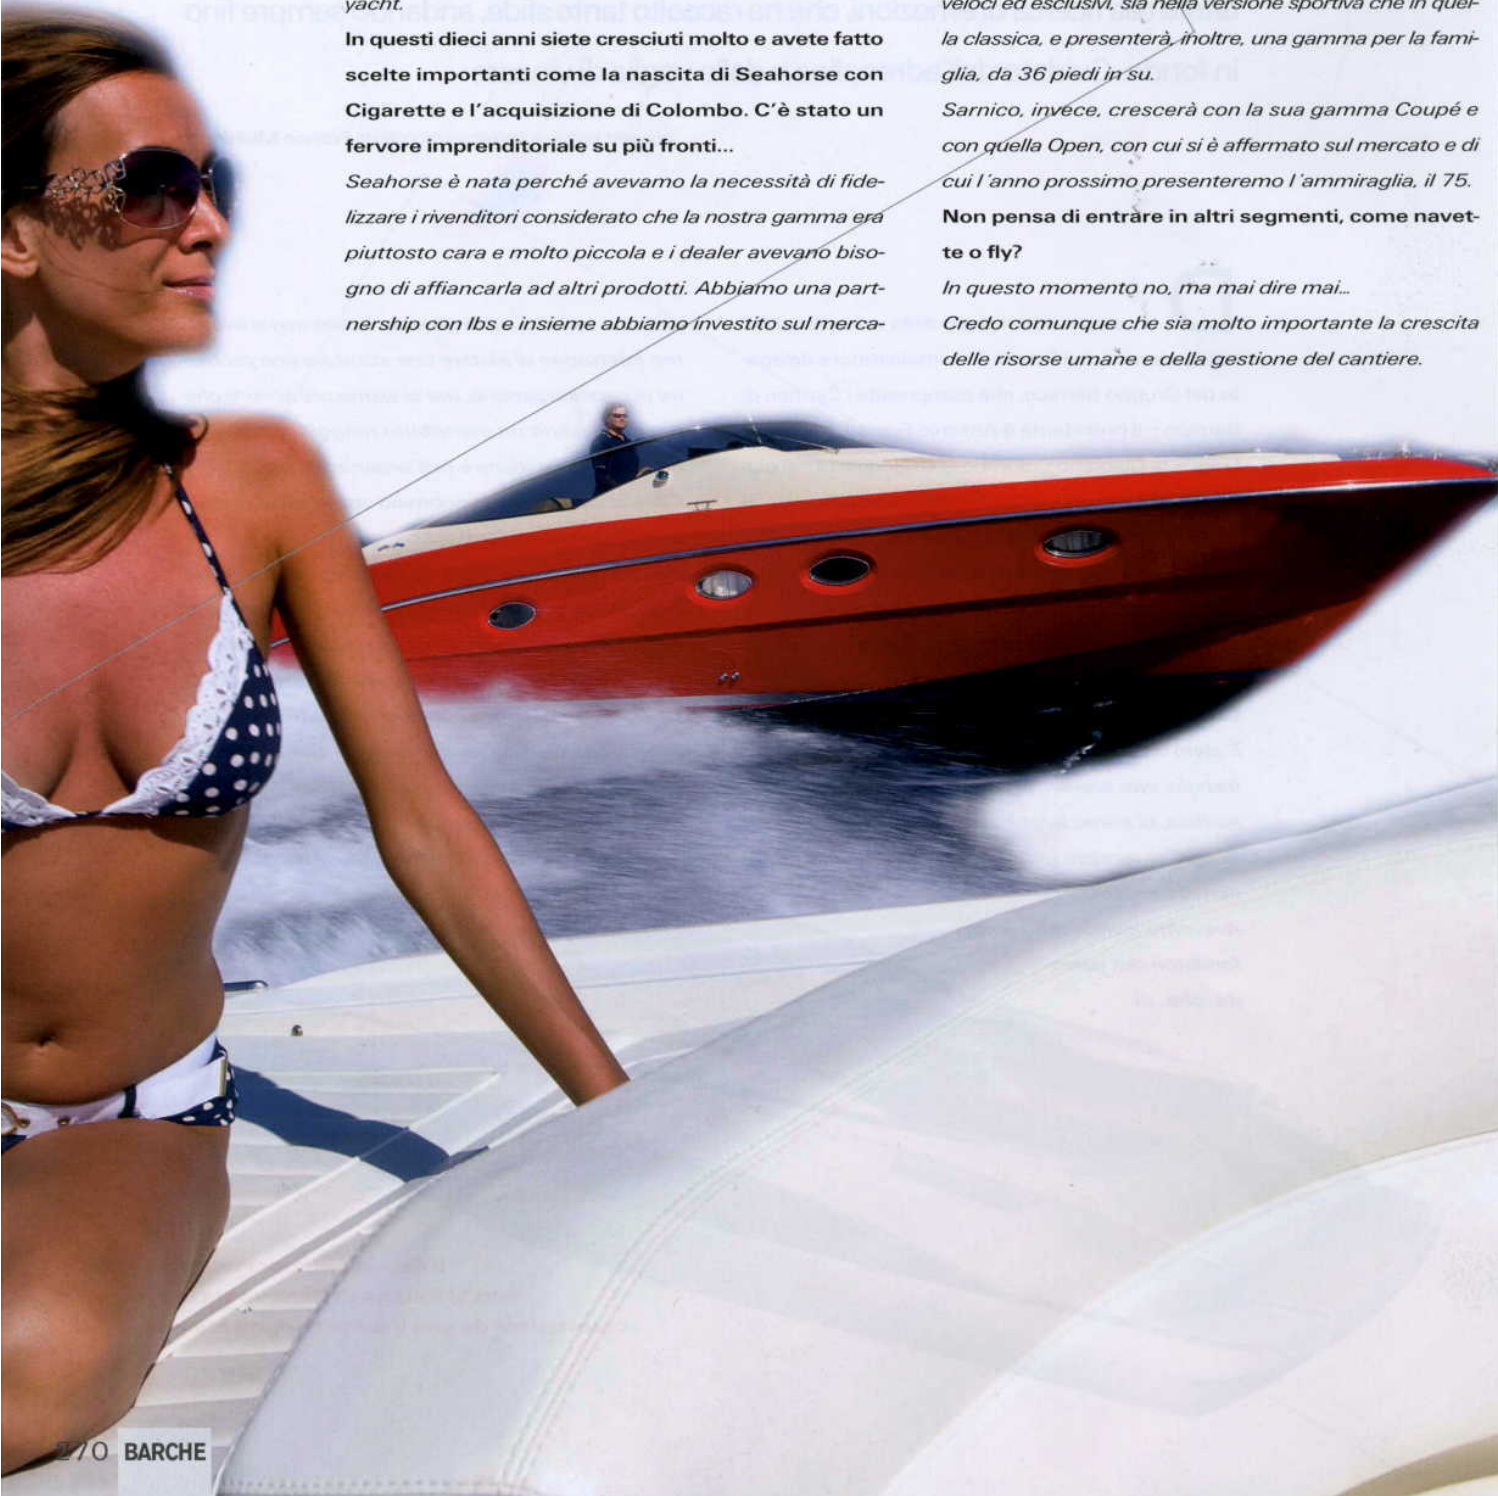 yacht.
In questi dieci anni siete cresciuti molto e avete fatto
scelte importanti come la nascita di Seahorse con
Cigarette e l'acquisizione di Colombo. C'è stato un
fervore imprenditoriale su più fronti...
Seahorse è nata perché avevamo la necessità di fide-
lizzare i rivenditori considerato che la nostra gamma era
piuttosto cara e molto piccola e i dealer avevano biso-
gno di affiancarla ad altri prodotti. Abbiamo una part-
nership con Ibs e insieme abbiamo investito sul merca-
veloci ed esclusivi, sia nella versione sportiva che in quel-
la classica, e presenterà, inoltre, una gamma per la fami-
glia, da 36 piedi in su.
Sarnico, invece, crescerà con la sua gamma Coupé e
con quella Open, con cui si è affermato sul mercato e di
cui l'anno prossimo presenteremo l'ammiraglia, il 75.
Non pensa di entrare in altri segmenti, come navet-
te o fly?
In questo momento no, ma mai dire mai...
Credo comunque che sia molto importante la crescita
delle risorse umane e della gestione del cantiere.
270 BARCHE